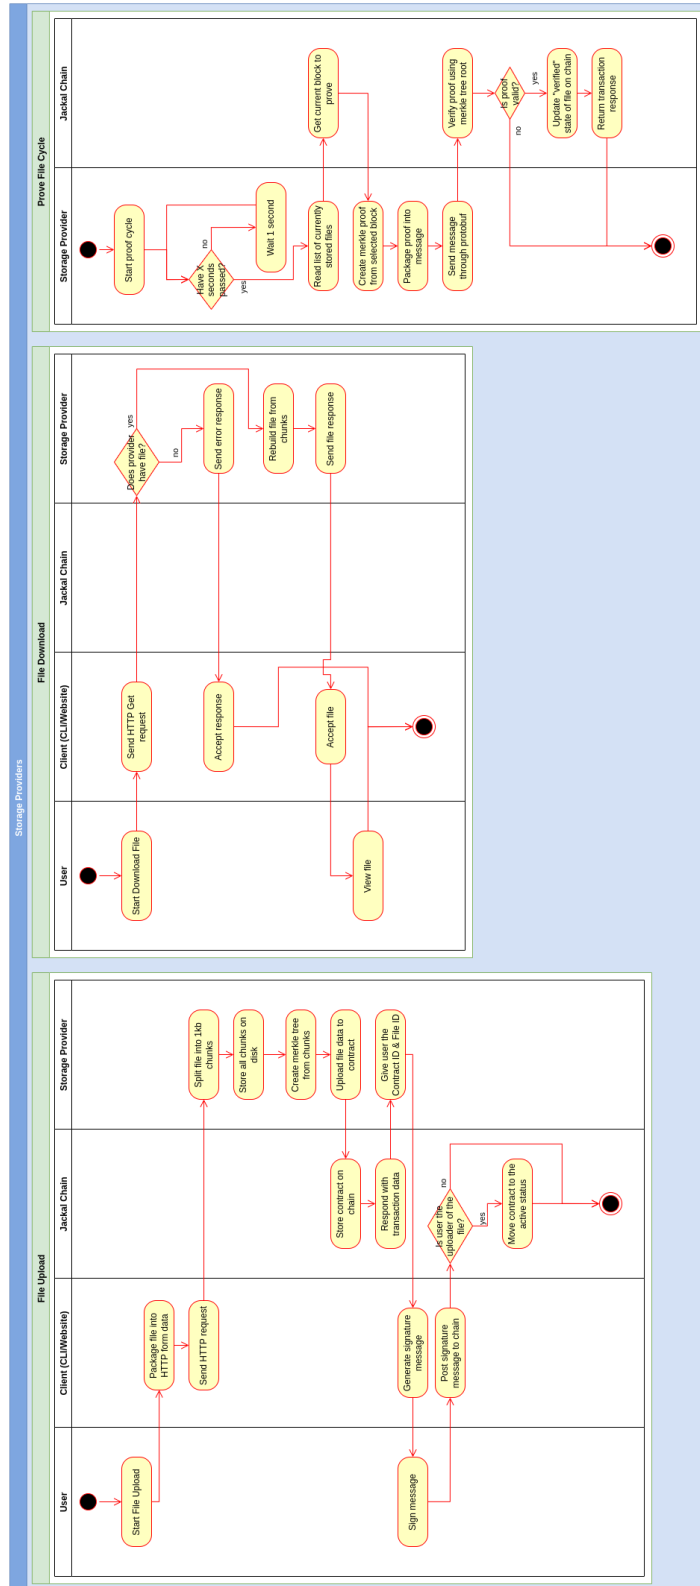 Storage Providers
File Upload
User
Client (CLI/Website)
Jackal Chain
Storage Provider
Start File Upload
Package file into
HTTP form data
Send HTTP request
Split file into 1kb
chunks
Store all chunks on
disk
Create merkle tree
from chunks
Upload file data to
contract
Store contract on
chain
Respond with
transaction data
Give user the
Contract ID & File ID
Generate signature
message
Sign message
Post signature
message to chain
Is user the
uploader of the
file?
no
yes
Move contract to the
active status
File Download
User
Client (CLI/Website)
Jackal Chain
Storage Provider
Start Download File
Send HTTP Get
request
Does provider
have file?
yes
no
Send error response
Accept response
Rebuild file from
chunks
Send file response
Accept file
View file
Prove File Cycle
Storage Provider
Jackal Chain
Start proof cycle
Have X
seconds
passed?
no
yes
Wait 1 second
Read list of currently
stored files
Get current block to
prove
Create merkle proof
from selected block
Package proof into
message
Send message
through protobuf
Verify proof using
merkle tree root
Is proof
valid?
yes
no
Update "verified"
state of file on chain
Return transaction
response